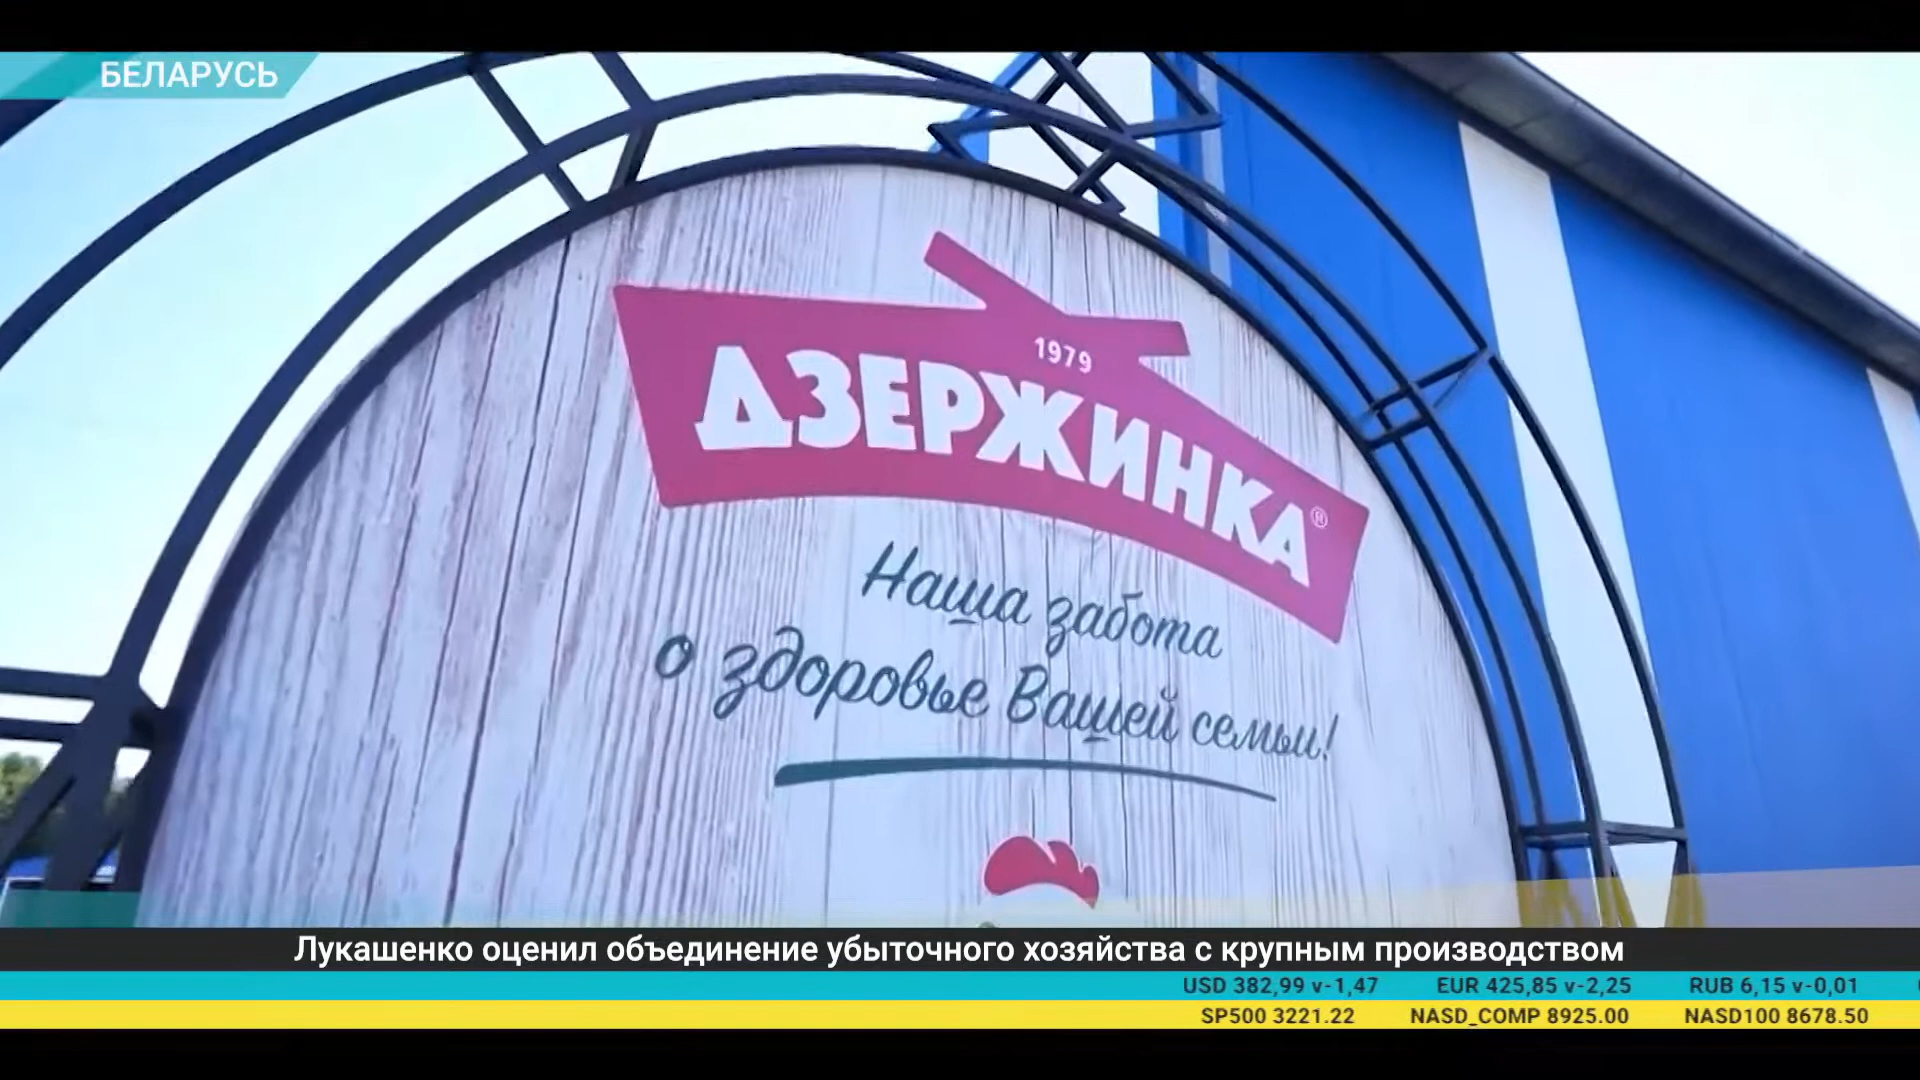 БЕЛАРУСЬ
1979
ДЗЕРЖИНКА®
Наша забота
о здоровье Вашей семьи!
Лукашенко оценил объединение убыточного хозяйства с крупным производством
USD 382,99 v-1,47 EUR 425,85 v-2,25 RUB 6,15 v-0,01
SP500 3221.22 NASD_COMP 8925.00 NASD100 8678.50